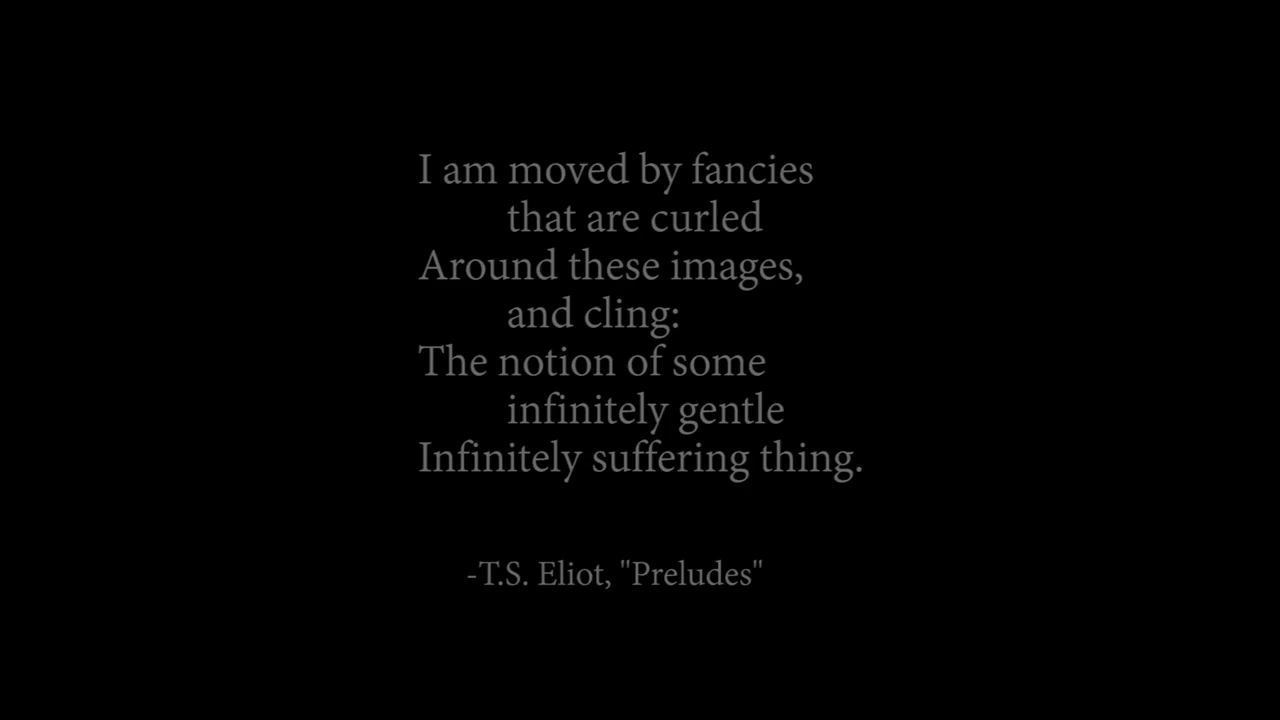 I am moved by fancies
that are curled
Around these images,
and cling:
The notion of some
infinitely gentle
Infinitely suffering thing.
-T.S. Eliot, "Preludes"